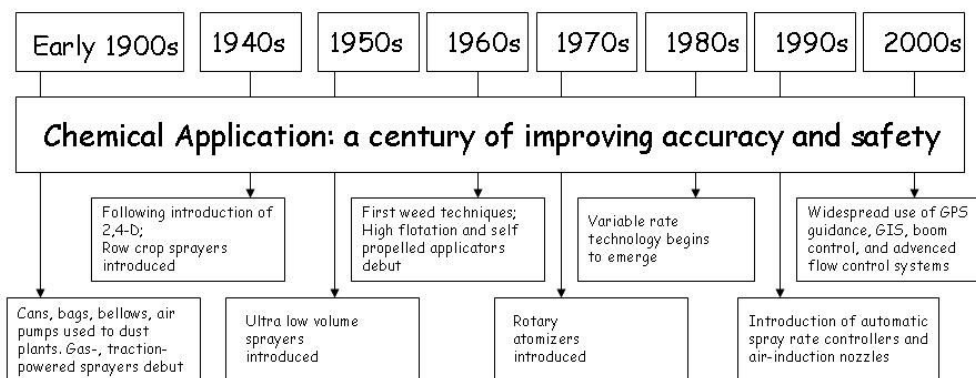 Early 1900s
1940s
1950s
1960s
1970s
1980s
1990s
2000s
Chemical Application: a century of improving accuracy and safety
Following introduction of
2,4-D;
Row crop sprayers
introduced
First weed techniques;
High flotation and self
propelled applicators
debut
Variable rate
technology begins
to emerge
Widespread use of GPS
guidance, GIS, boom
control, and advenced
flow control systems
Cans, bags, bellows, air
pumps used to dust
plants. Gas-, traction-
powered sprayers debut
Ultra low volume
sprayers
introduced
Rotary
atomizers
introduced
Introduction of automatic
spray rate controllers and
air-induction nozzles